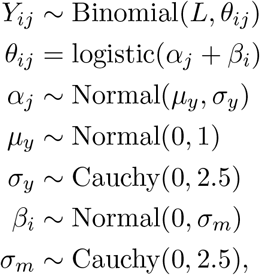 Y_{ij} ∼ Binomial(L, θ_{ij})
θ_{ij} = logistic(α_j + β_i)
α_j ∼ Normal(μ_y, σ_y)
μ_y ∼ Normal(0, 1)
σ_y ∼ Cauchy(0, 2.5)
β_i ∼ Normal(0, σ_m)
σ_m ∼ Cauchy(0, 2.5),